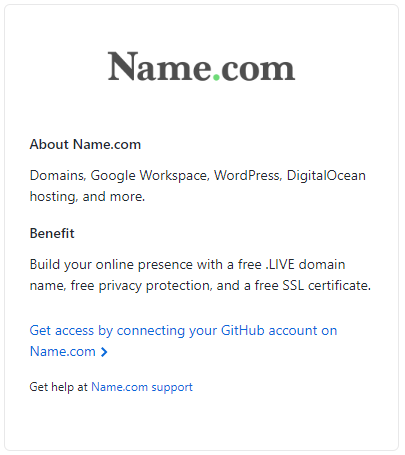 Name.com
About Name.com
Domains, Google Workspace, WordPress, DigitalOcean
hosting, and more.
Benefit
Build your online presence with a free .LIVE domain
name, free privacy protection, and a free SSL certificate.
Get access by connecting your GitHub account on
Name.com
Get help at Name.com support